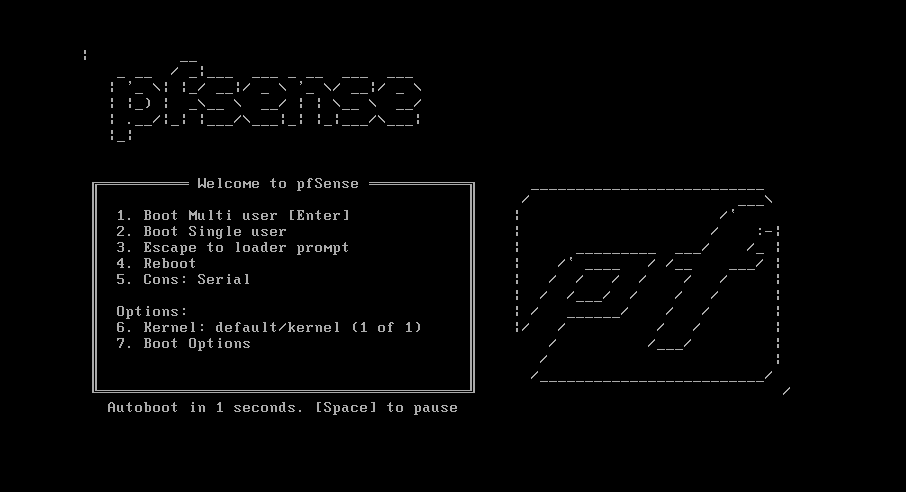 pfsense
Welcome to pfSense
1. Boot Multi user [Enter]
2. Boot Single user
3. Escape to loader prompt
4. Reboot
5. Cons: Serial
Options:
6. Kernel: default/kernel (1 of 1)
7. Boot Options
pf
Autoboot in 1 seconds. [Space] to pause